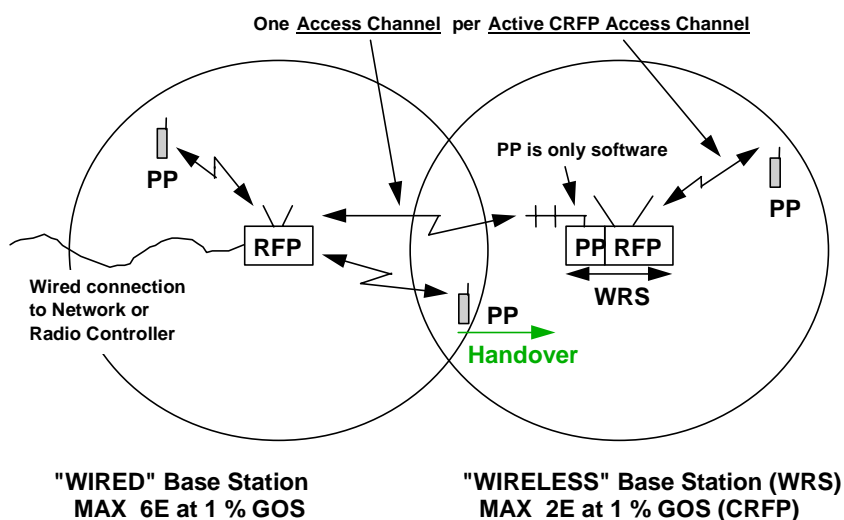 One Access Channel per Active CRFP Access Channel
PP is only software
PP
PP
RFP
PP RFP
WRS
Wired connection
to Network or
Radio Controller
PP
Handover
"WIRED" Base Station
MAX 6E at 1 % GOS
"WIRELESS" Base Station (WRS)
MAX 2E at 1 % GOS (CRFP)